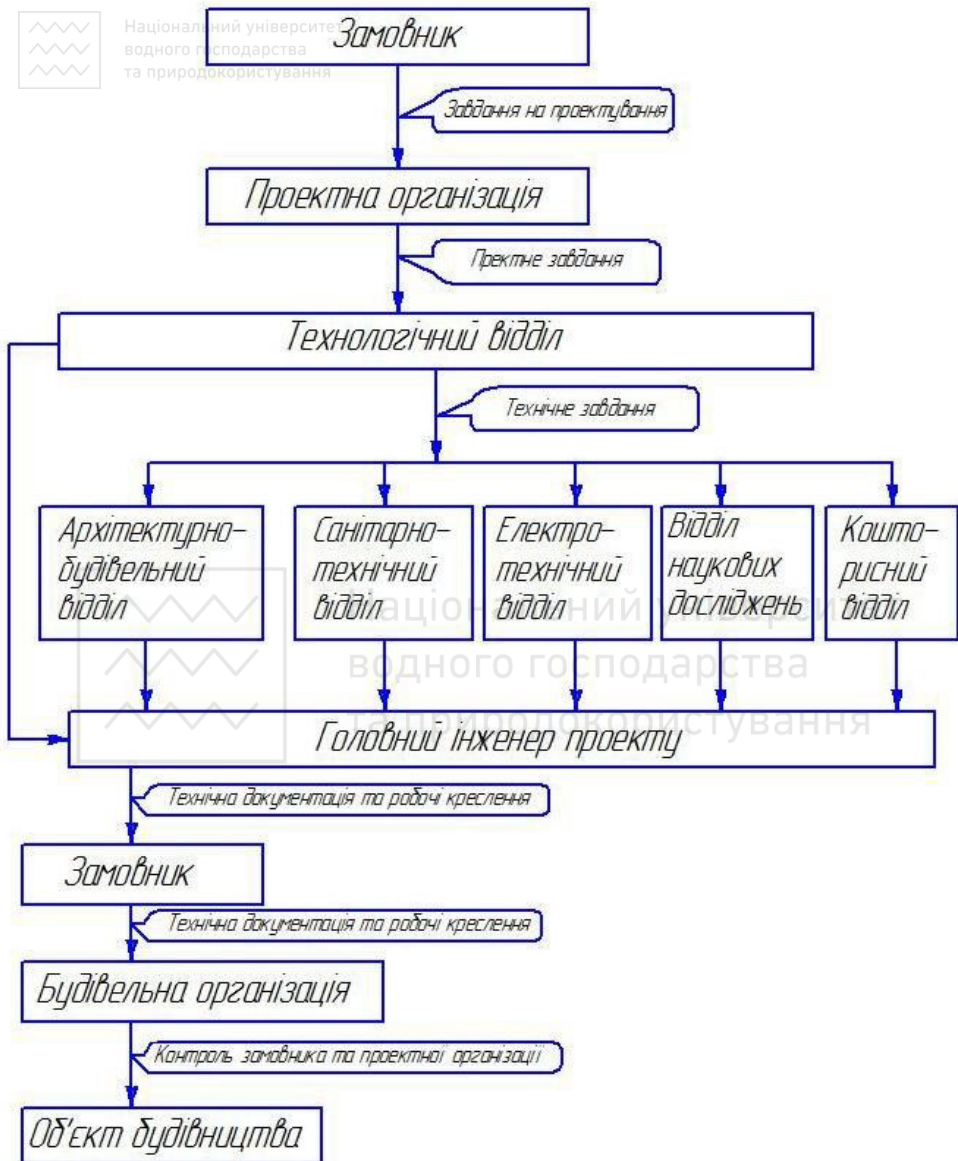 Національний університет
водного господарства
та природокористування
Замовник
Завдання на проектування
Проектна організація
Пректне завдання
Технологічний відділ
Технічне завдання
Архітектурно-
будівельний
відділ
Санітарно-
технічний
відділ
Електро-
технічний
відділ
Відділ
наукових
досліджень
Кошто-
рисний
відділ
Національний університет
водного господарства
та природокористування
Головний інженер проекту
Технічна документація та робочі креслення
Замовник
Технічна документація та робочі креслення
Будівельна організація
Контроль замовника та проектної організації
Об'єкт будівництва